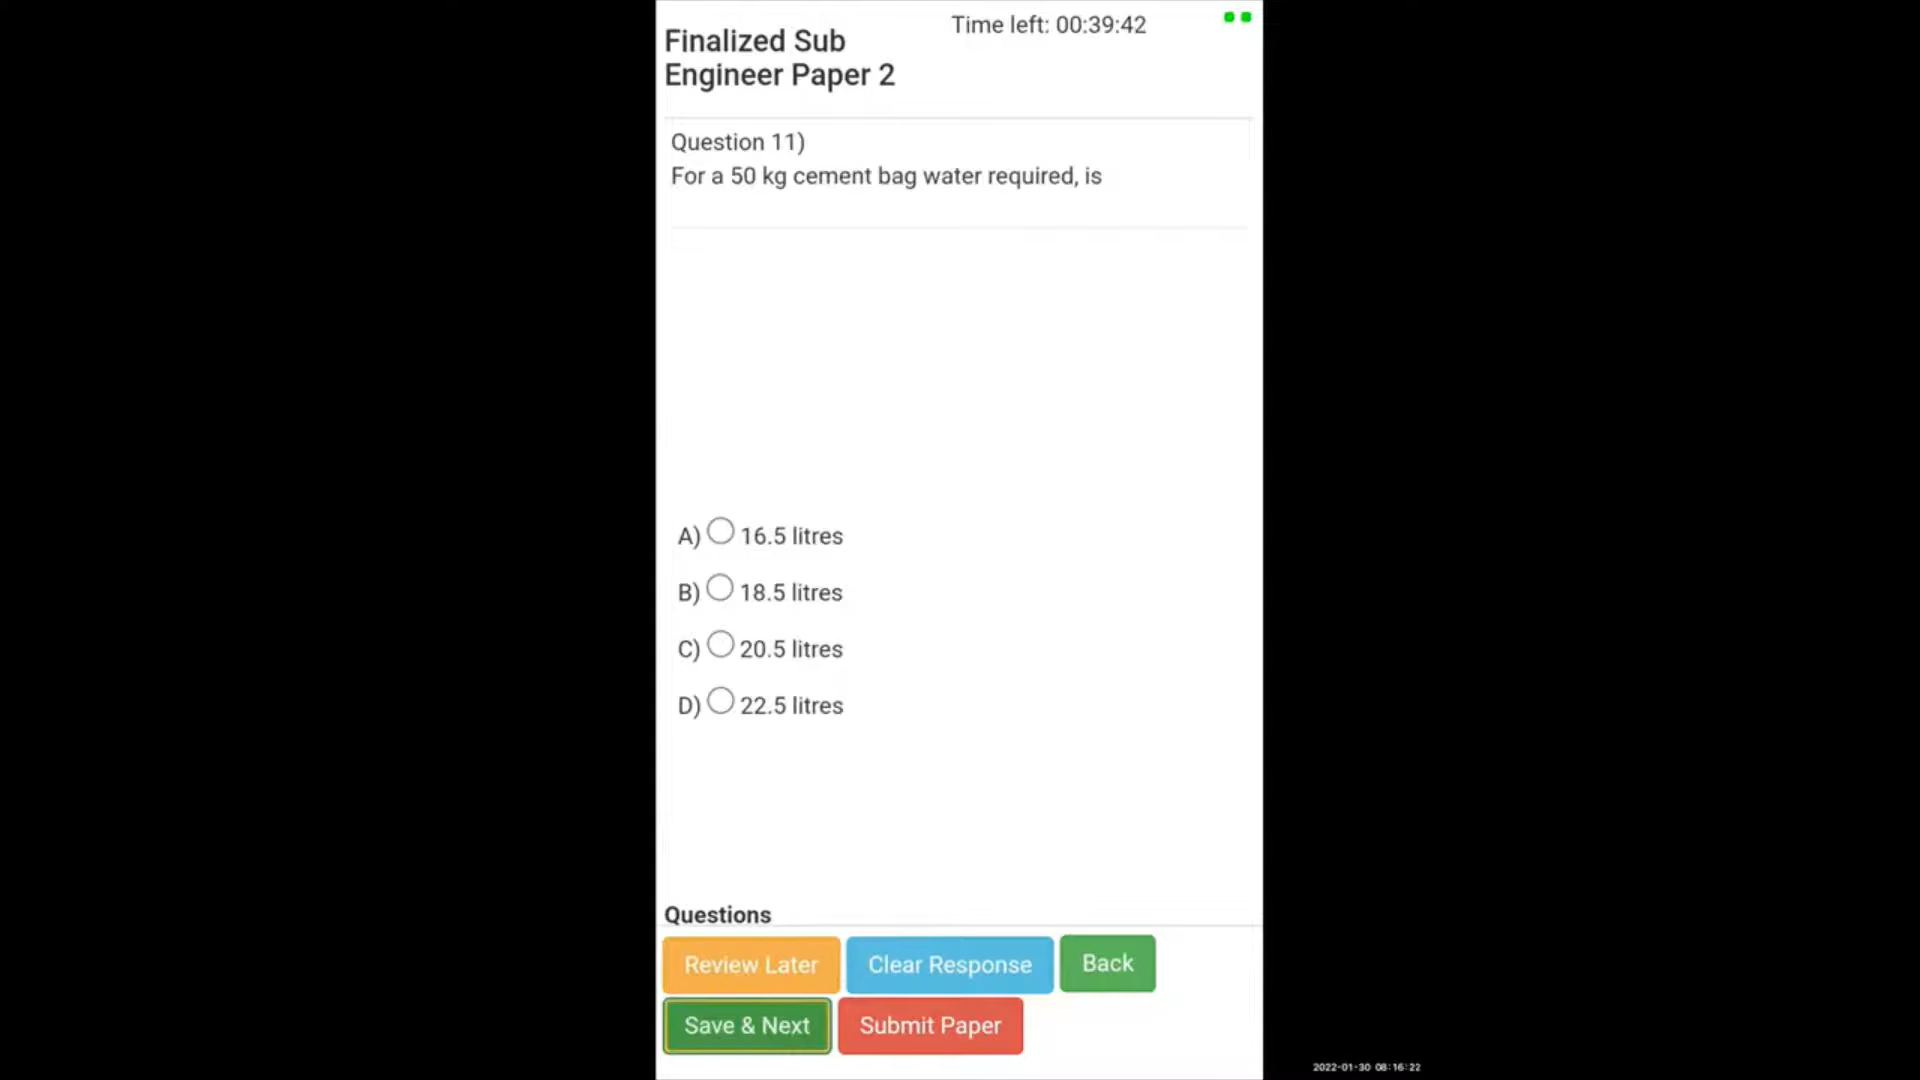 Time left: 00:39:42
Finalized Sub
Engineer Paper 2
Question 11)
For a 50 kg cement bag water required, is
A) 16.5 litres
B) 18.5 litres
C) 20.5 litres
D) 22.5 litres
Questions
Review Later Clear Response Back
Save & Next Submit Paper
2022-01-30 08:16:22